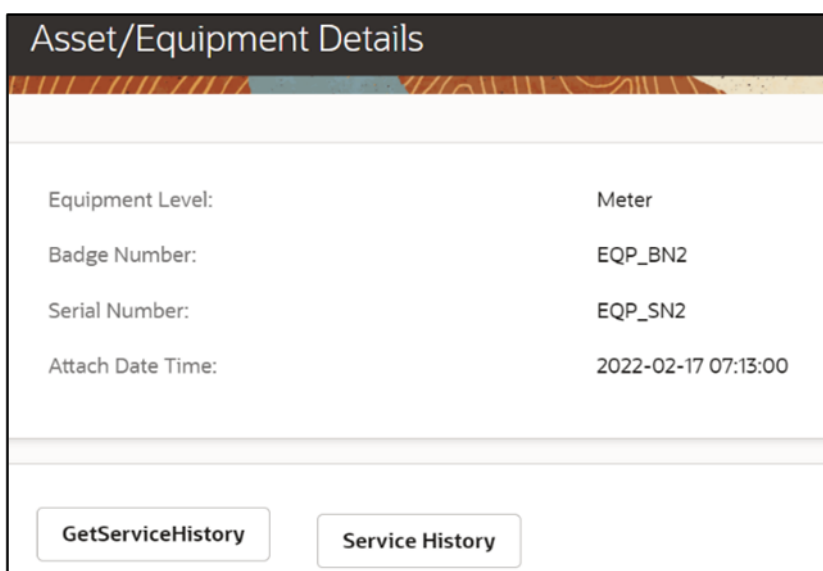 Asset/Equipment Details
Equipment Level: Meter
Badge Number: EQP_BN2
Serial Number: EQP_SN2
Attach Date Time: 2022-02-17 07:13:00
GetServiceHistory Service History